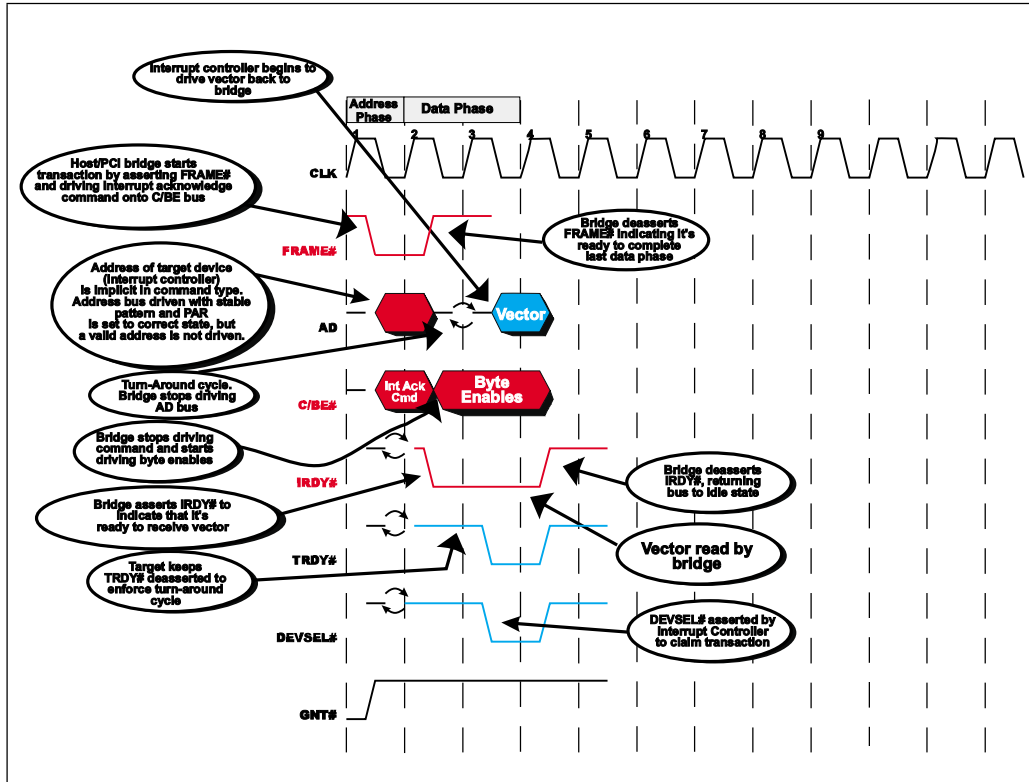 Interrupt controller begins to
drive vector back to
bridge
Address
Phase
Data Phase
1 2 3 4 5 6 7 8 9
CLK
Host/PCI bridge starts
transaction by asserting FRAME#
and driving interrupt acknowledge
command onto C/BE bus
FRAME#
Bridge deasserts
FRAME# indicating it's
ready to complete
last data phase
Address of target device
(interrupt controller)
is implicit in command type.
Address bus driven with stable
pattern and PAR
is set to correct state, but
a valid address is not driven.
AD
Vector
Turn-Around cycle.
Bridge stops driving
AD bus
C/BE#
Int Ack
Cmd
Byte
Enables
Bridge stops driving
command and starts
driving byte enables
IRDY#
Bridge deasserts
IRDY#, returning
bus to idle state
Bridge asserts IRDY# to
indicate that it's
ready to receive vector
Vector read by
bridge
TRDY#
Target keeps
TRDY# deasserted to
enforce turn-around
cycle
DEVSEL#
DEVSEL# asserted by
Interrupt Controller
to claim transaction
GNT#